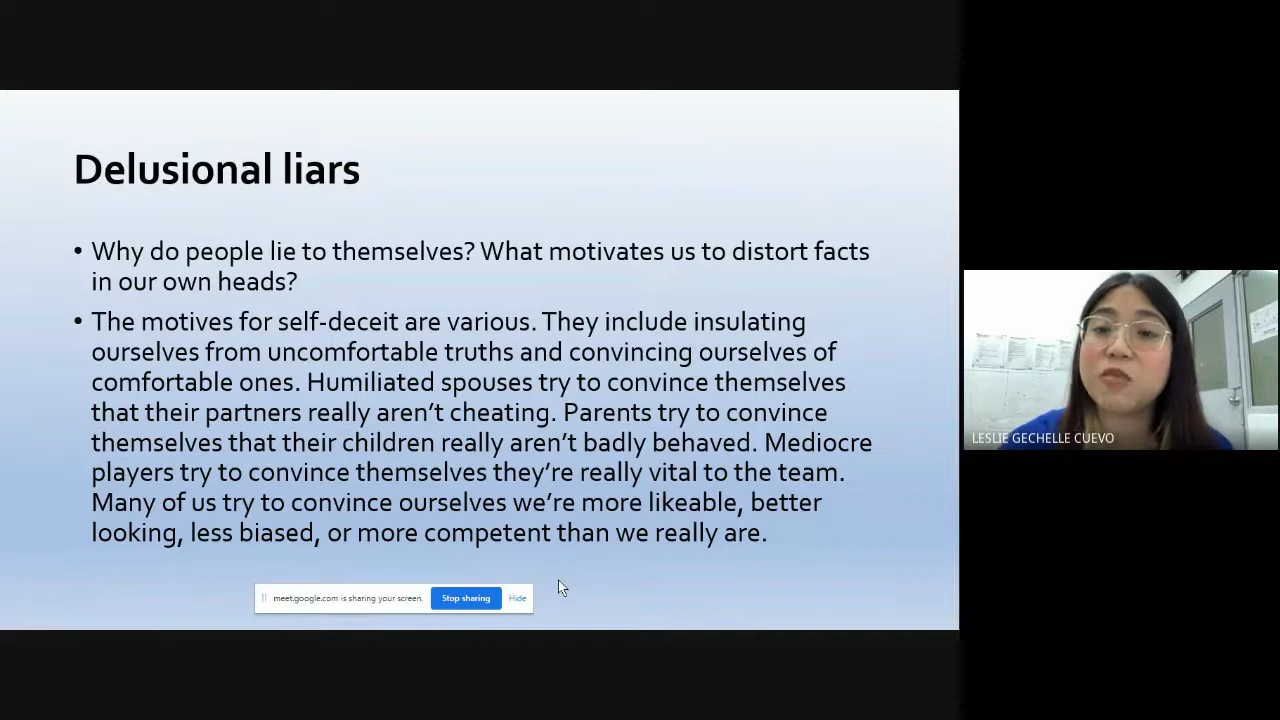 Delusional liars
• Why do people lie to themselves? What motivates us to distort facts
in our own heads?
• The motives for self-deceit are various. They include insulating
ourselves from uncomfortable truths and convincing ourselves of
comfortable ones. Humiliated spouses try to convince themselves
that their partners really aren't cheating. Parents try to convince
themselves that their children really aren't badly behaved. Mediocre
players try to convince themselves they're really vital to the team.
Many of us try to convince ourselves we're more likeable, better
looking, less biased, or more competent than we really are.
meet.google.com is sharing your screen. Stop sharing Hide
LESLIE GECHELLE CUEVO